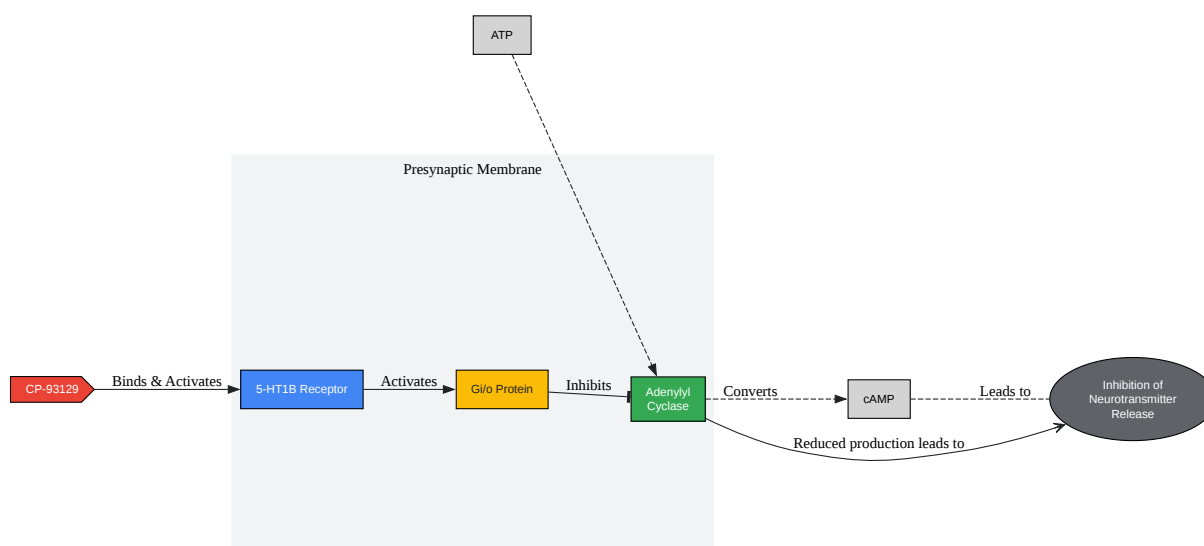 ATP
Presynaptic Membrane
CP-93129
Binds & Activates
5-HT1B Receptor
Activates
Gi/o Protein
Inhibits
Adenylyl
Cyclase
Converts
cAMP
Leads to
Inhibition of
Neurotransmitter
Release
Reduced production leads to